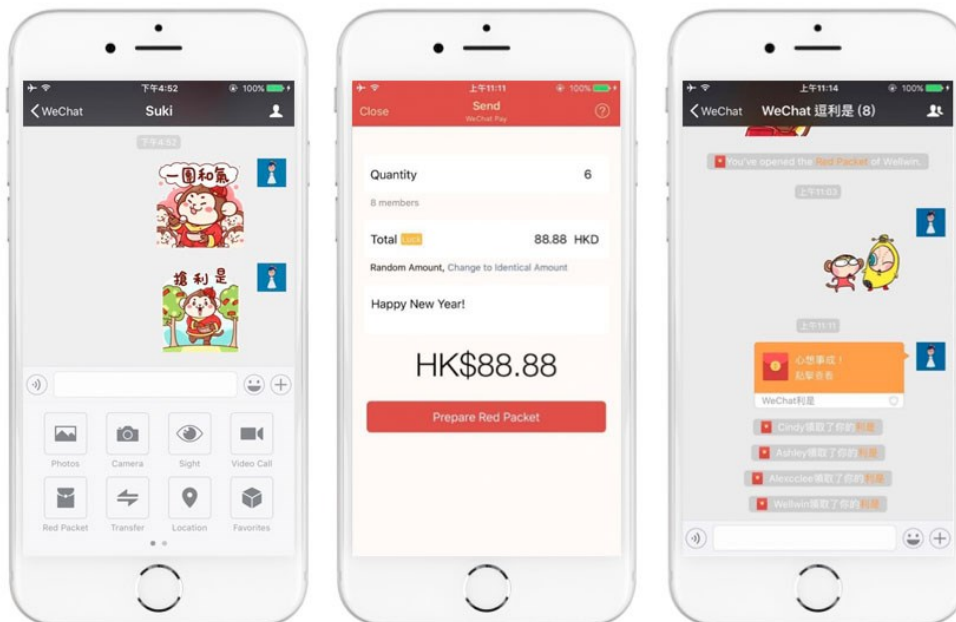 下午4:52
100%
WeChat
Suki
下午4:52
一團和氣
搶利是
Photos
Camera
Sight
Video Call
Red Packet
Transfer
Location
Favorites
上午11:11
100%
Close
Send
WeChat Pay
?
Quantity
6
8 members
Total Luck
88.88 HKD
Random Amount, Change to Identical Amount
Happy New Year!
HK$88.88
Prepare Red Packet
上午11:14
100%
WeChat
WeChat 逗利是 (8)
You've opened the Red Packet of Wellwin.
上午11:03
上午11:11
心想事成！
點擊查看
WeChat利是
Cindy領取了你的利是
Ashley領取了你的利是
Alexcclee領取了你的利是
Wellwin領取了你的利是